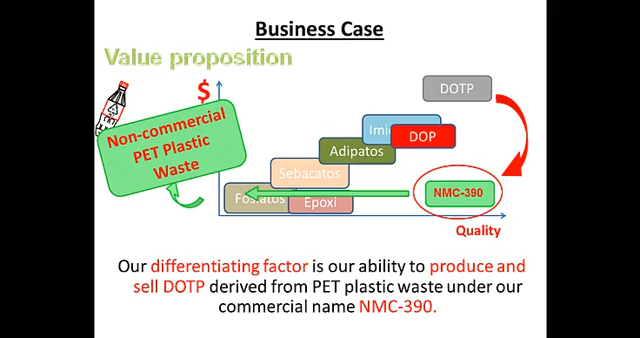 Business Case
Value proposition
$
DOTP
Non-commercial
PET Plastic
Waste
DOP
Adipatos
Sebacatos
NMC-390
Epoxi
Quality
Our differentiating factor is our ability to produce and
sell DOTP derived from PET plastic waste under our
commercial name NMC-390.